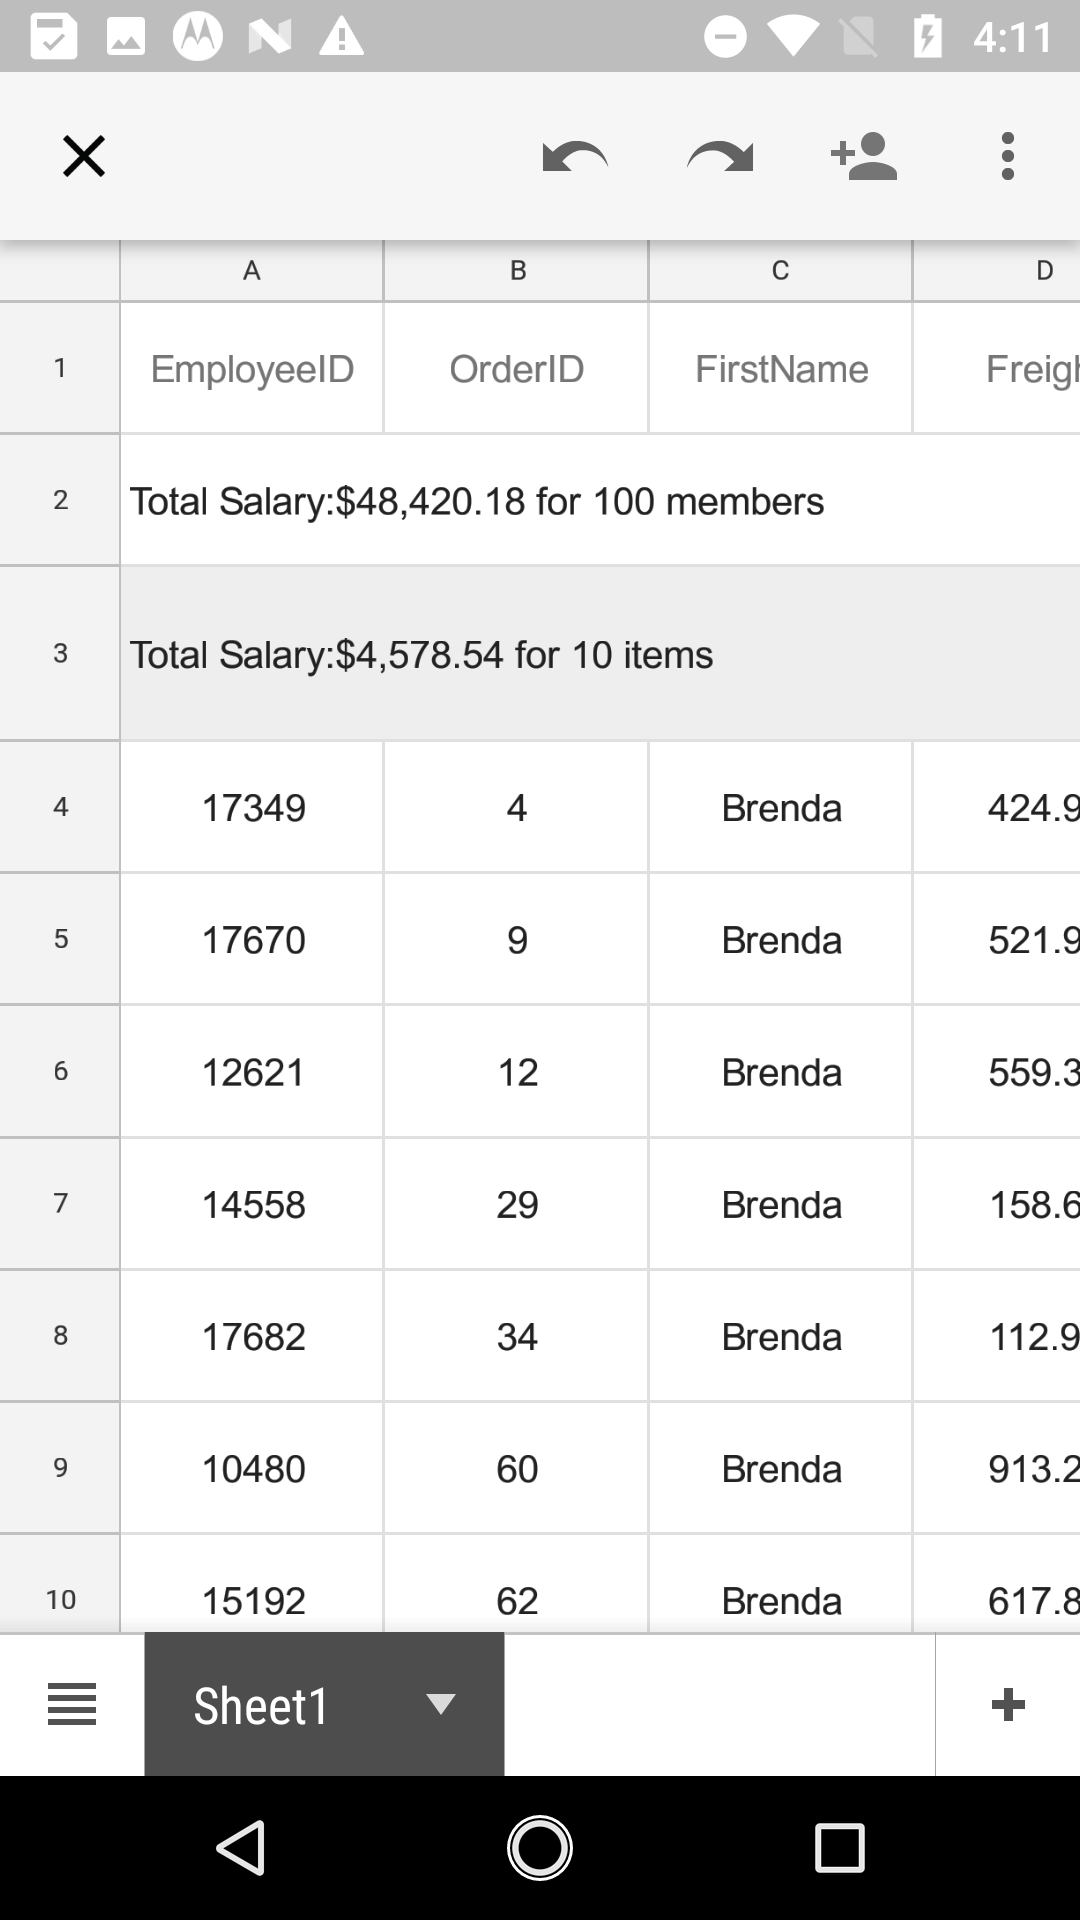 4:11
A B C D
1 EmployeeID OrderID FirstName
2 Total Salary:$48,420.18 for 100 members
3 Total Salary:$4,578.54 for 10 items
4 17349 4 Brenda 424.9
5 17670 9 Brenda 521.9
6 12621 12 Brenda 559.3
7 14558 29 Brenda 158.6
8 17682 34 Brenda 112.9
9 10480 60 Brenda 913.2
10 15192 62 Brenda 617.8
Sheet1